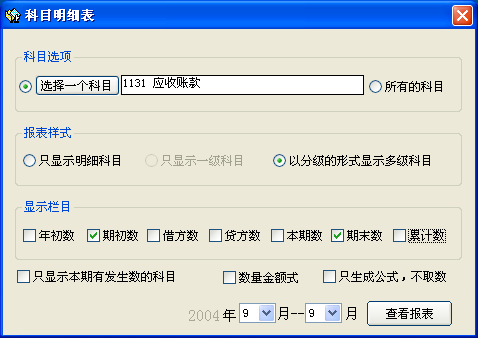 科目明细表
科目选项
选择一个科目 1131 应收账款 所有的科目
报表样式
只显示明细科目 只显示一级科目 以分级的形式显示多级科目
显示栏目
年初数 期初数 借方数 贷方数 本期数 期末数 累计数
只显示本期有发生数的科目 数量金额式 只生成公式，不取数
2004 年 9 月--9 月 查看报表